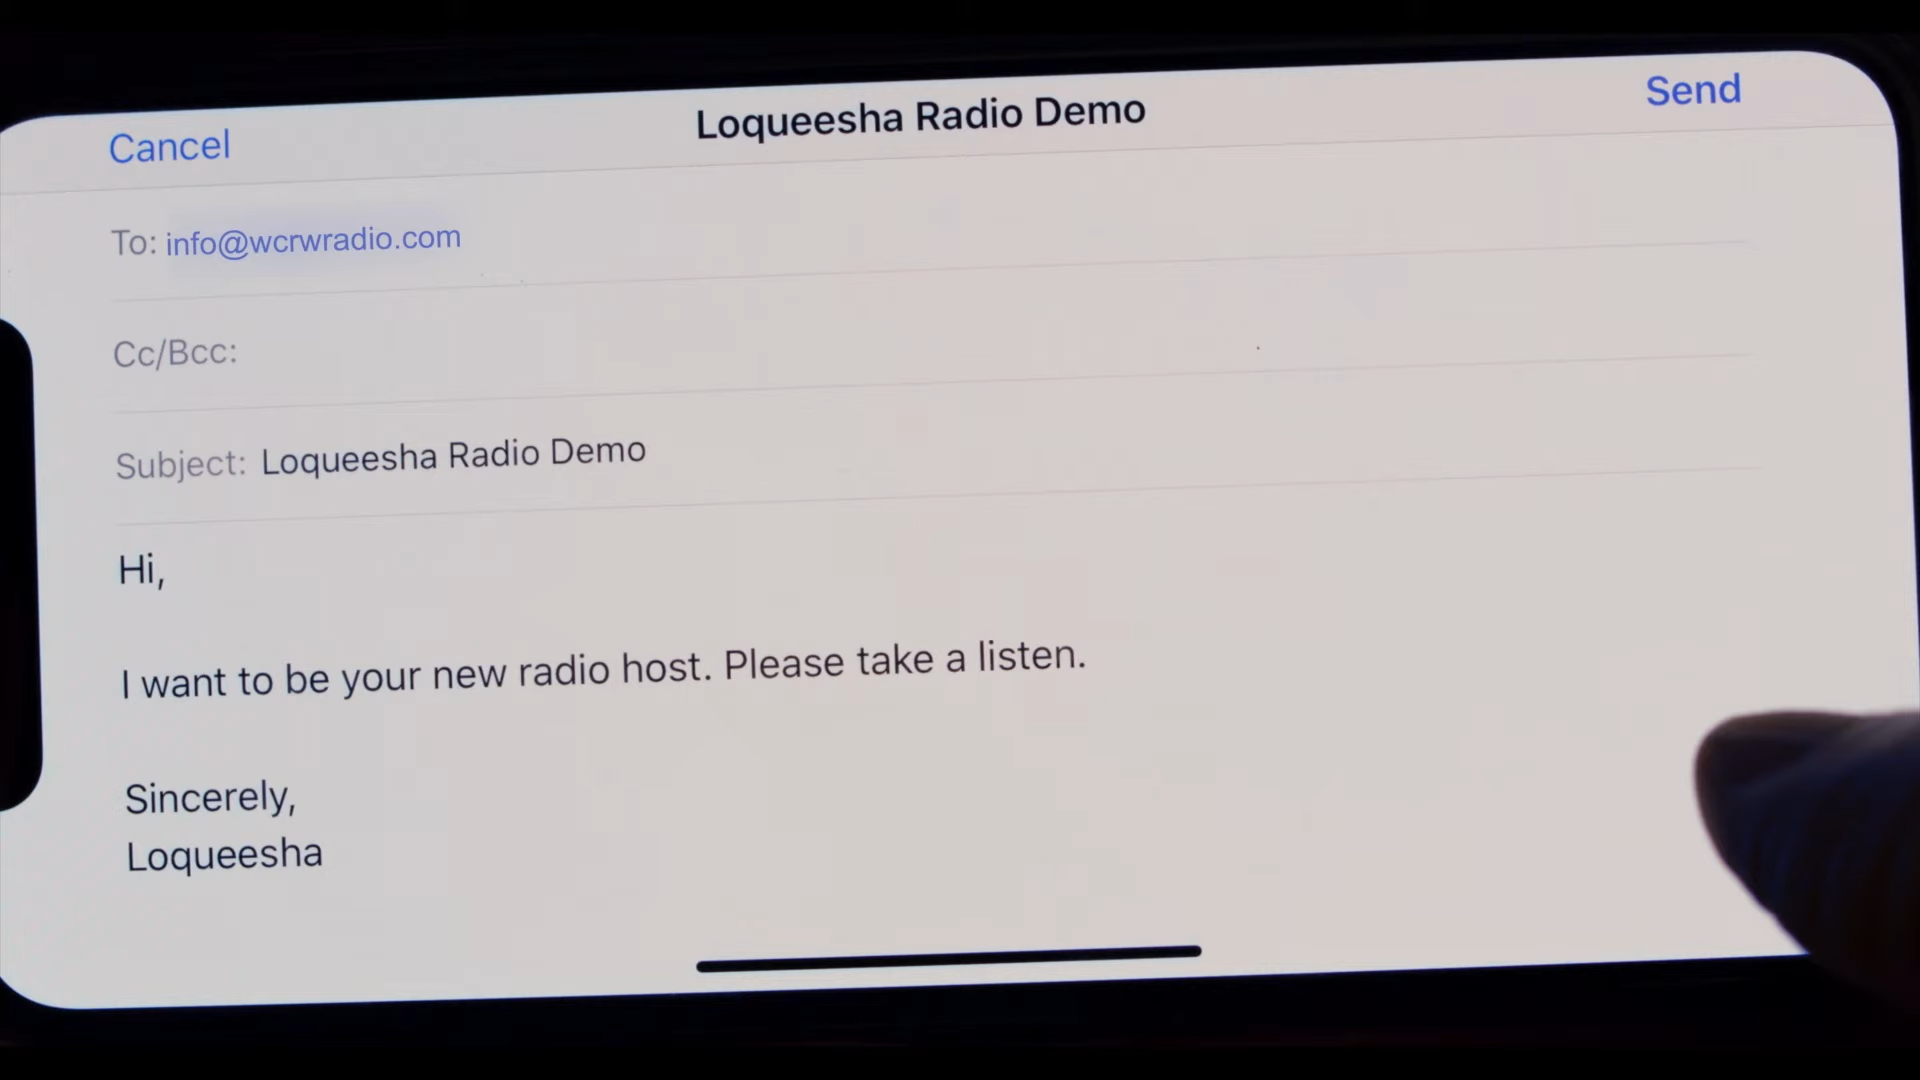 Cancel
Loqueesha Radio Demo
Send
To: info@wcrwradio.com
Cc/Bcc:
Subject: Loqueesha Radio Demo
Hi,
I want to be your new radio host. Please take a listen.
Sincerely,
Loqueesha